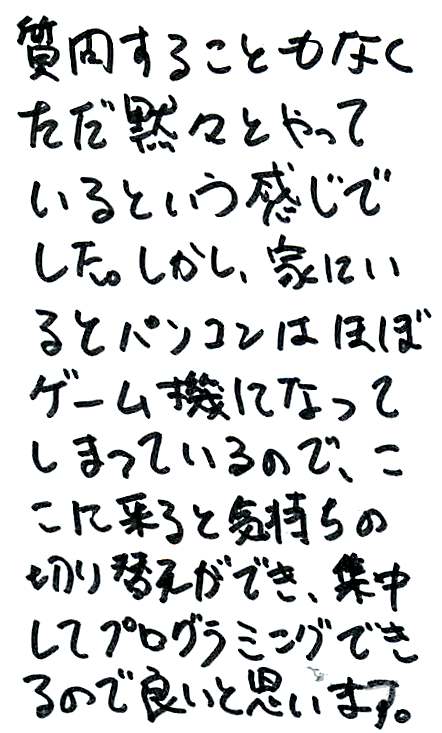 質問することもなく
ただ黙々とやって
いるという感じで
した。しかし、家にい
るとパソコンはほぼ
ゲーム機になって
しまっているので、こ
こに来ると気持ちの
切り替えができ、集中
してプログラミングでき
るので良いと思います。